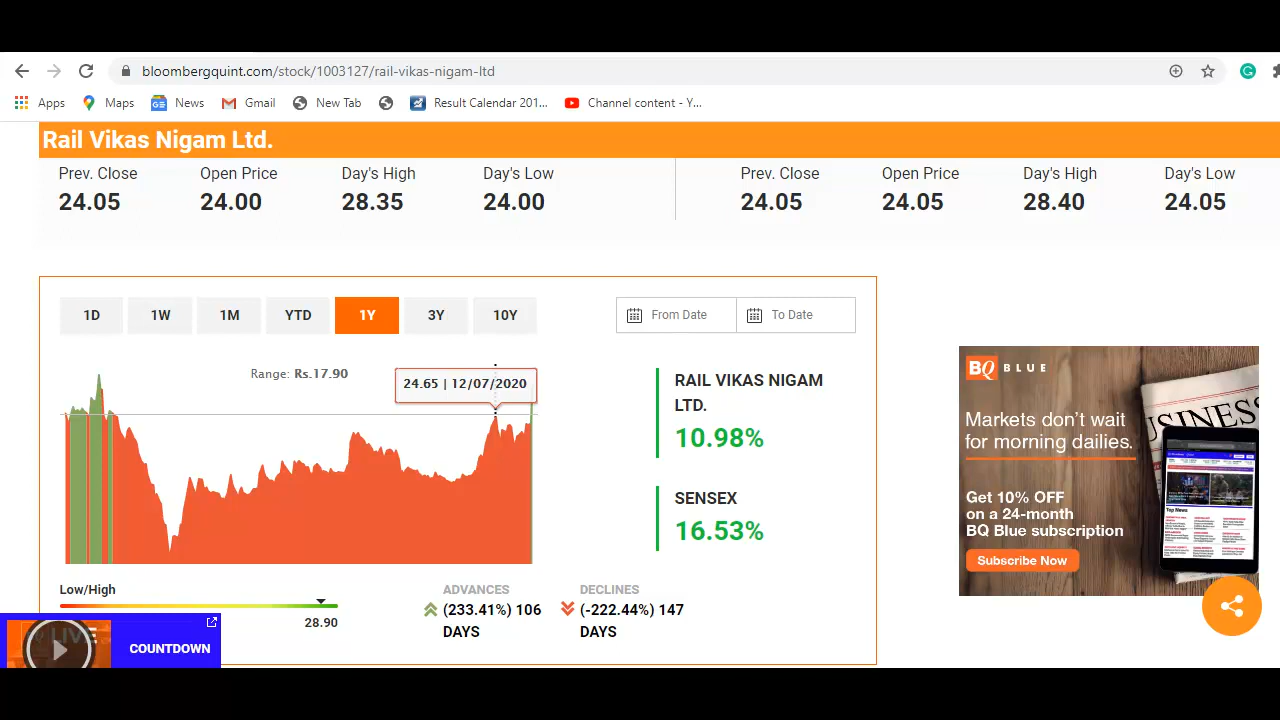 bloombergquint.com/stock/1003127/rail-vikas-nigam-ltd
Apps Maps News Gmail New Tab Result Calendar 201... Channel content - Y...
Rail Vikas Nigam Ltd.
Prev. Close Open Price Day's High Day's Low Prev. Close Open Price Day's High Day's Low
24.05 24.00 28.35 24.00 24.05 24.05 28.40 24.05
1D 1W 1M YTD 1Y 3Y 10Y From Date To Date
Range: Rs.17.90
24.65 | 12/07/2020
RAIL VIKAS NIGAM
LTD.
10.98%
SENSEX
16.53%
Low/High
28.90
ADVANCES
(233.41%) 106
DAYS
DECLINES
(-222.44%) 147
DAYS
LIVE
COUNTDOWN
BQ BLUE
Markets don't wait
for morning dailies.
Get 10% OFF
on a 24-month
BQ Blue subscription
Subscribe Now
BUSINESS
Top News